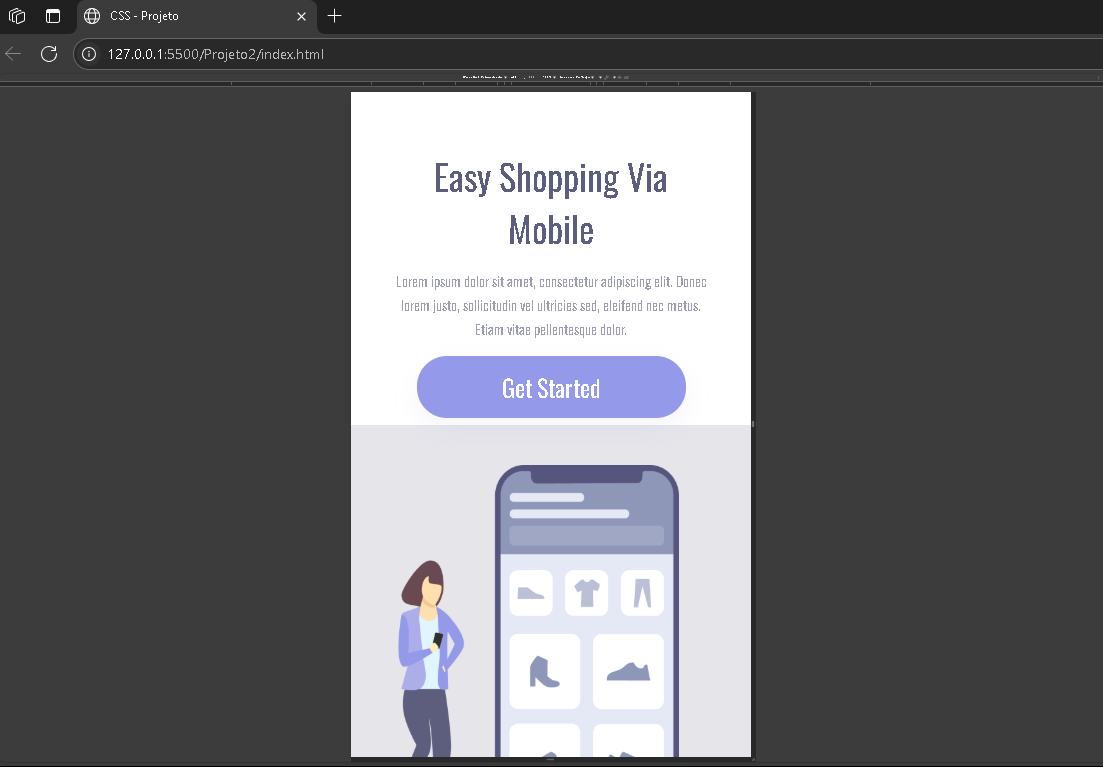 CSS - Projeto
127.0.0.1:5500/Projeto2/index.html
Easy Shopping Via
Mobile
Lorem ipsum dolor sit amet, consectetur adipiscing elit. Donec
lorem justo, sollicitudin vel ultricies sed, eleifend nec metus.
Etiam vitae pellentesque dolor.
Get Started